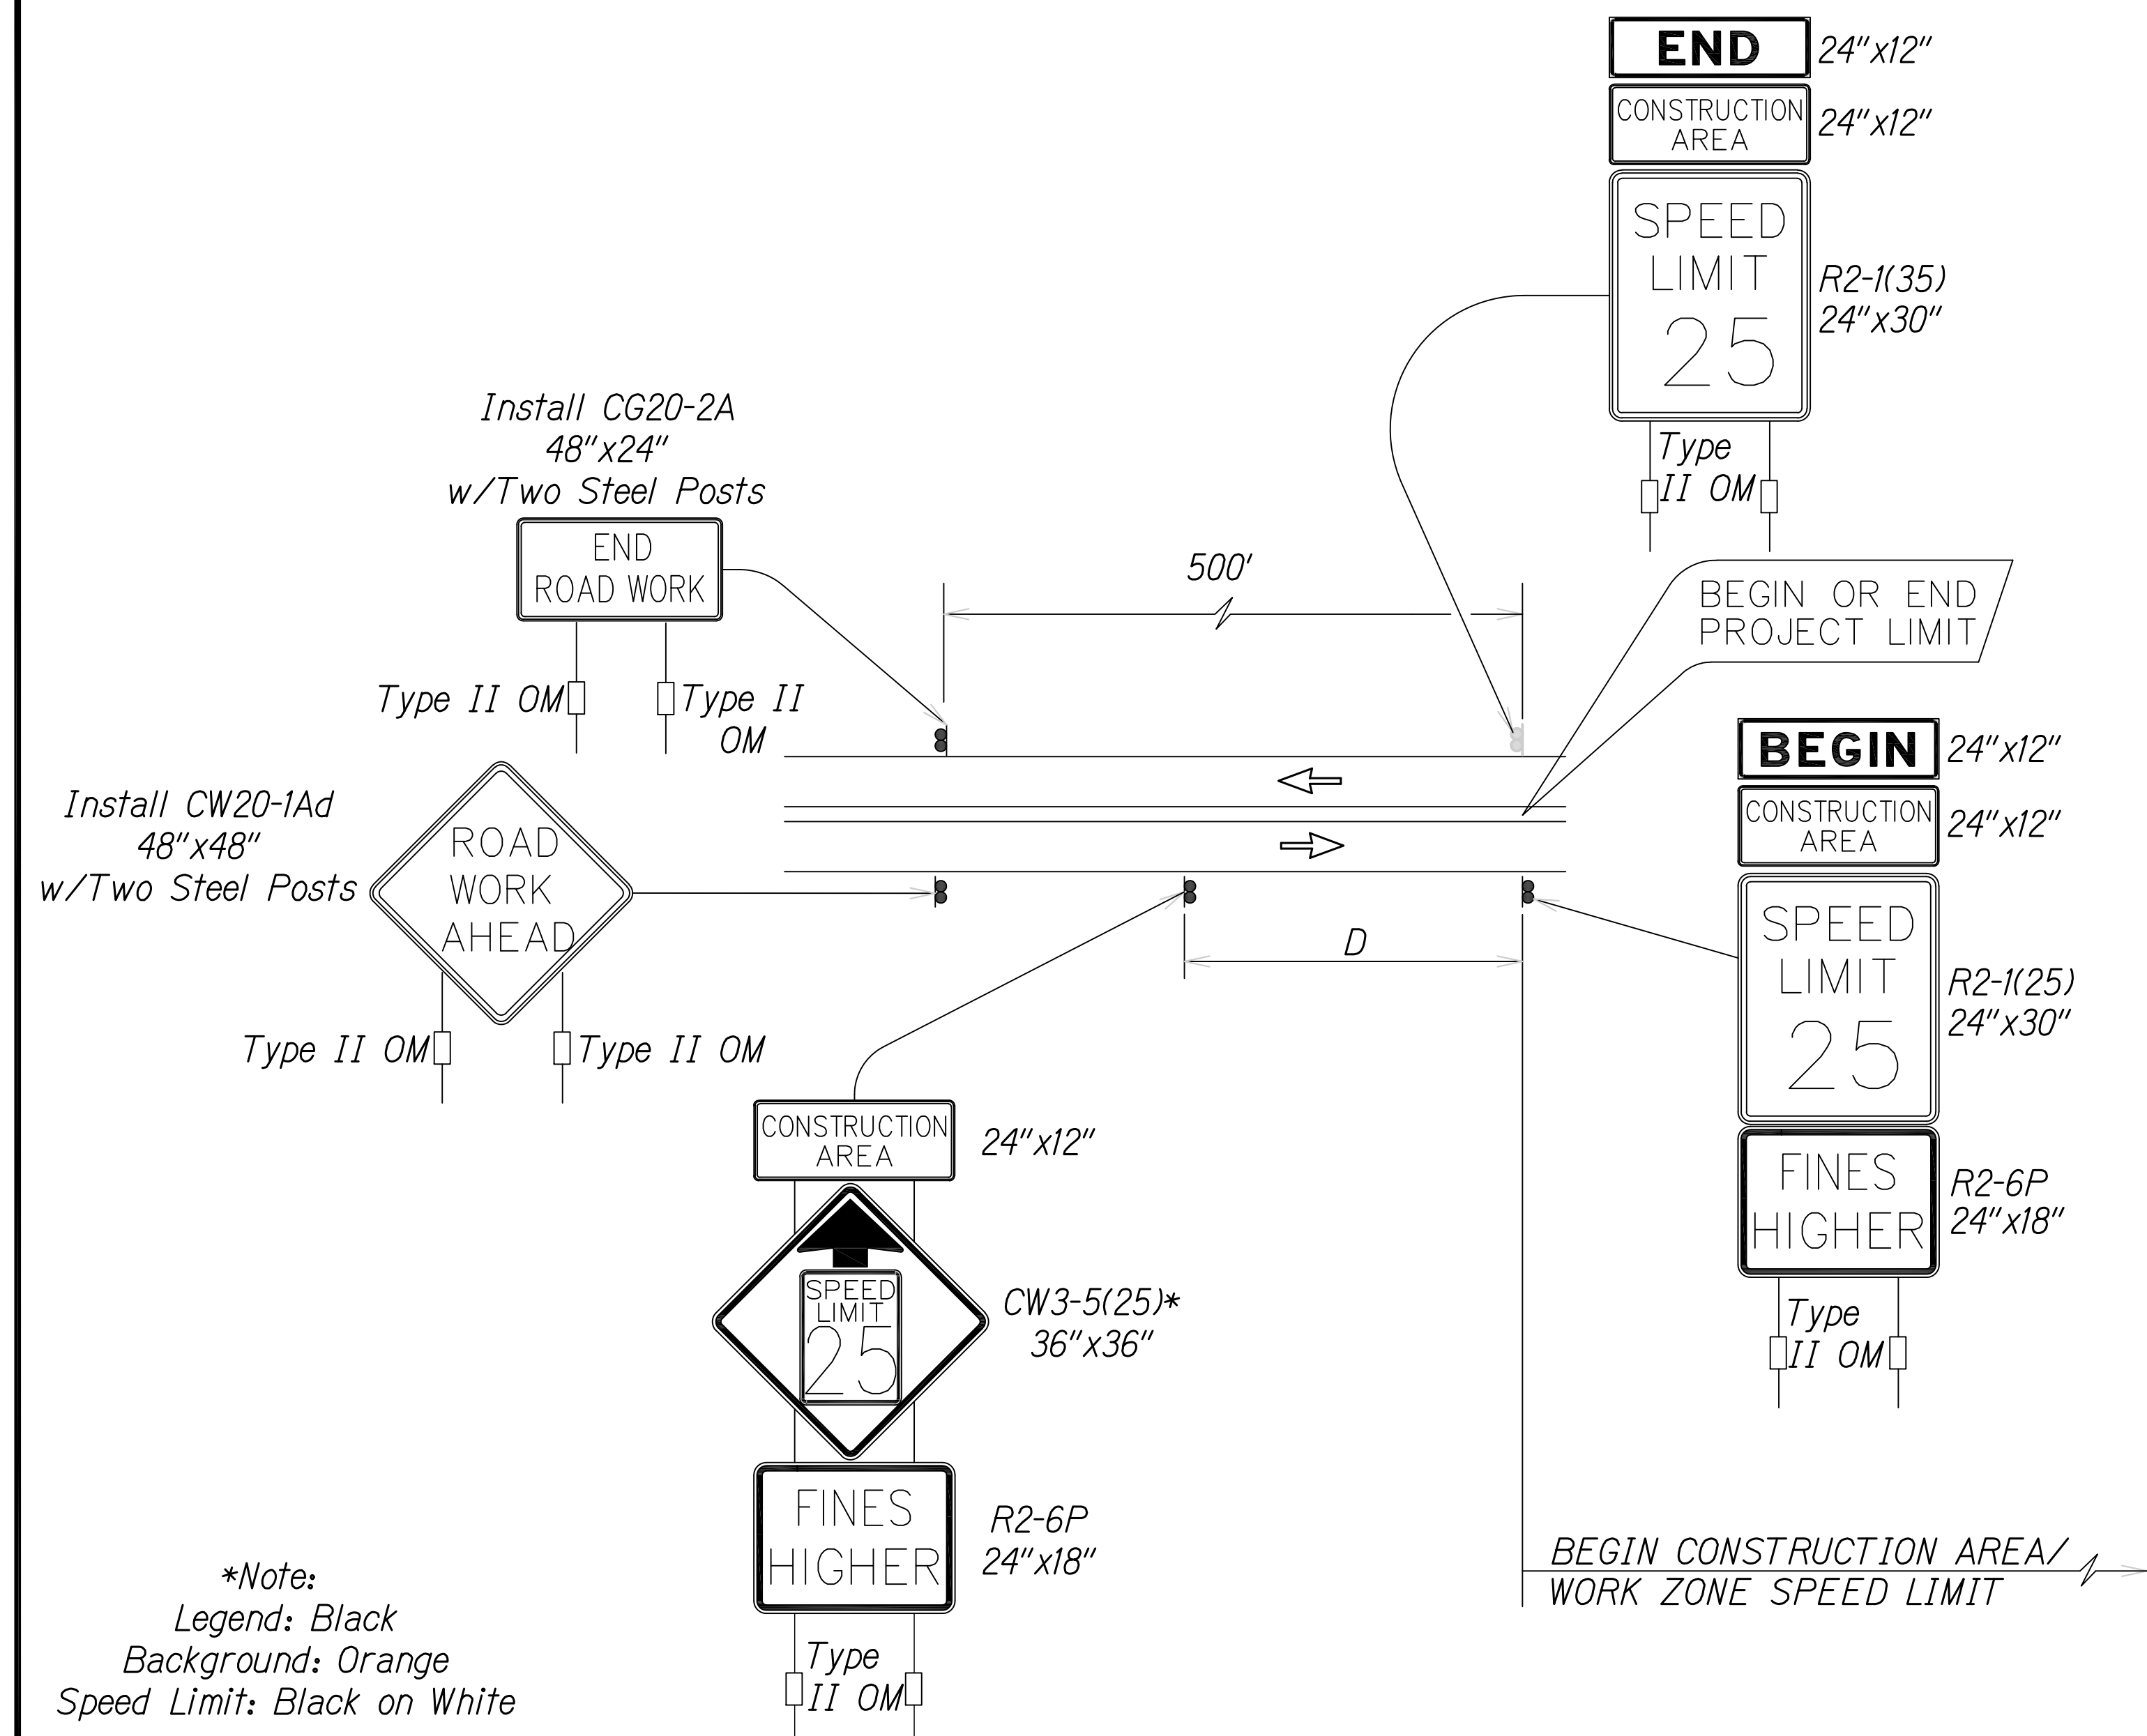 END
24"x12"
CONSTRUCTION
AREA
24"x12"
SPEED
LIMIT
25
R2-1(35)
24"x30"
Type
II OM
Install CG20-2A
48"x24"
w/Two Steel Posts
END
ROAD WORK
Type II OM
Type II
OM
500'
BEGIN OR END
PROJECT LIMIT
Install CW20-1Ad
48"x48"
w/Two Steel Posts
ROAD
WORK
AHEAD
Type II OM
Type II OM
D
BEGIN
24"x12"
CONSTRUCTION
AREA
24"x12"
SPEED
LIMIT
25
R2-1(25)
24"x30"
FINES
HIGHER
R2-6P
24"x18"
Type
II OM
CONSTRUCTION
AREA
24"x12"
SPEED
LIMIT
25
CW3-5(25)*
36"x36"
FINES
HIGHER
R2-6P
24"x18"
Type
II OM
BEGIN CONSTRUCTION AREA/
WORK ZONE SPEED LIMIT
*Note:
Legend: Black
Background: Orange
Speed Limit: Black on White